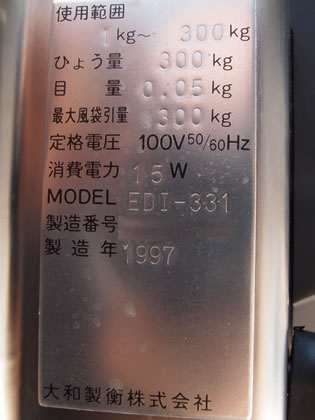 使用範囲
1kg～ 300kg
ひょう量 300kg
目 量 0.05kg
最大風袋引量 300kg
定格電圧 100V50/60Hz
消費電力 15W
MODEL EDI-331
製造番号
製造年 1997
大和製衡株式会社